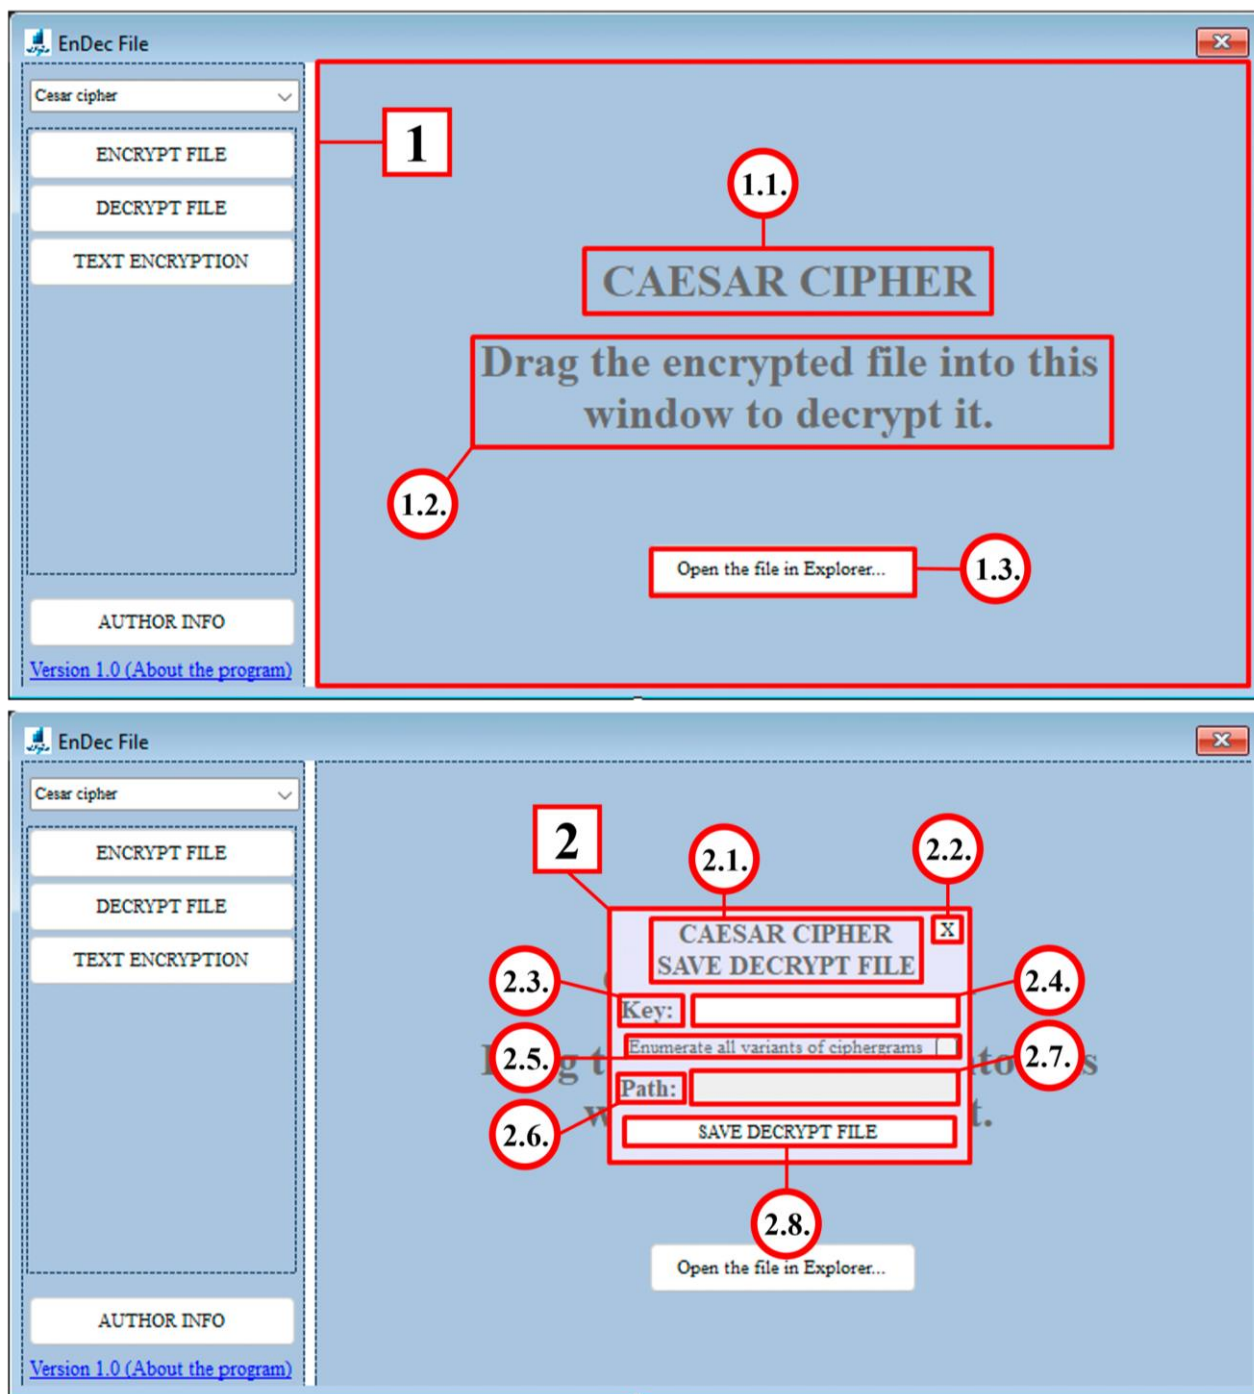 EnDec File
X
Cesar cipher
ENCRYPT FILE
DECRYPT FILE
TEXT ENCRYPTION
AUTHOR INFO
Version 1.0 (About the program)
1
1.1.
CAESAR CIPHER
Drag the encrypted file into this
window to decrypt it.
1.2.
Open the file in Explorer...
1.3.
EnDec File
X
Cesar cipher
ENCRYPT FILE
DECRYPT FILE
TEXT ENCRYPTION
AUTHOR INFO
Version 1.0 (About the program)
2
2.1.
2.2.
CAESAR CIPHER
X
SAVE DECRYPT FILE
2.3.
2.4.
Key:
Enumerate all variants of ciphergrams
2.5.
2.7.
Path:
2.6.
SAVE DECRYPT FILE
2.8.
Open the file in Explorer...